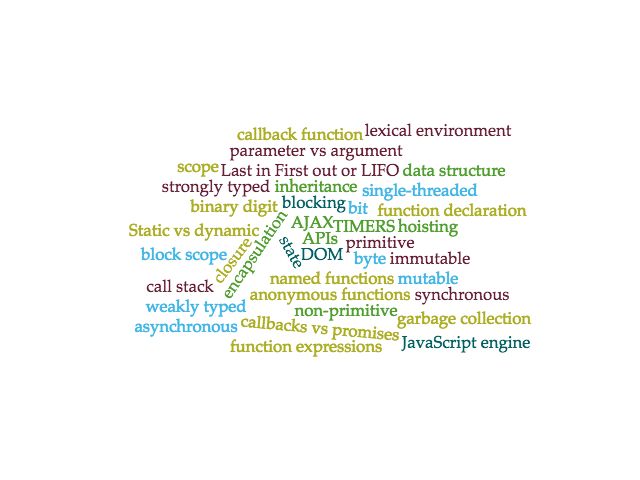 callback function lexical environment
parameter vs argument
scope Last in First out or LIFO data structure
strongly typed inheritance single-threaded
binary digit blocking bit function declaration
Static vs dynamic encapsulation AJAX TIMERS hoisting
block scope closure state APIs primitive
DOM byte immutable
call stack named functions mutable
anonymous functions synchronous
weakly typed non-primitive
asynchronous callbacks vs promises garbage collection
function expressions JavaScript engine